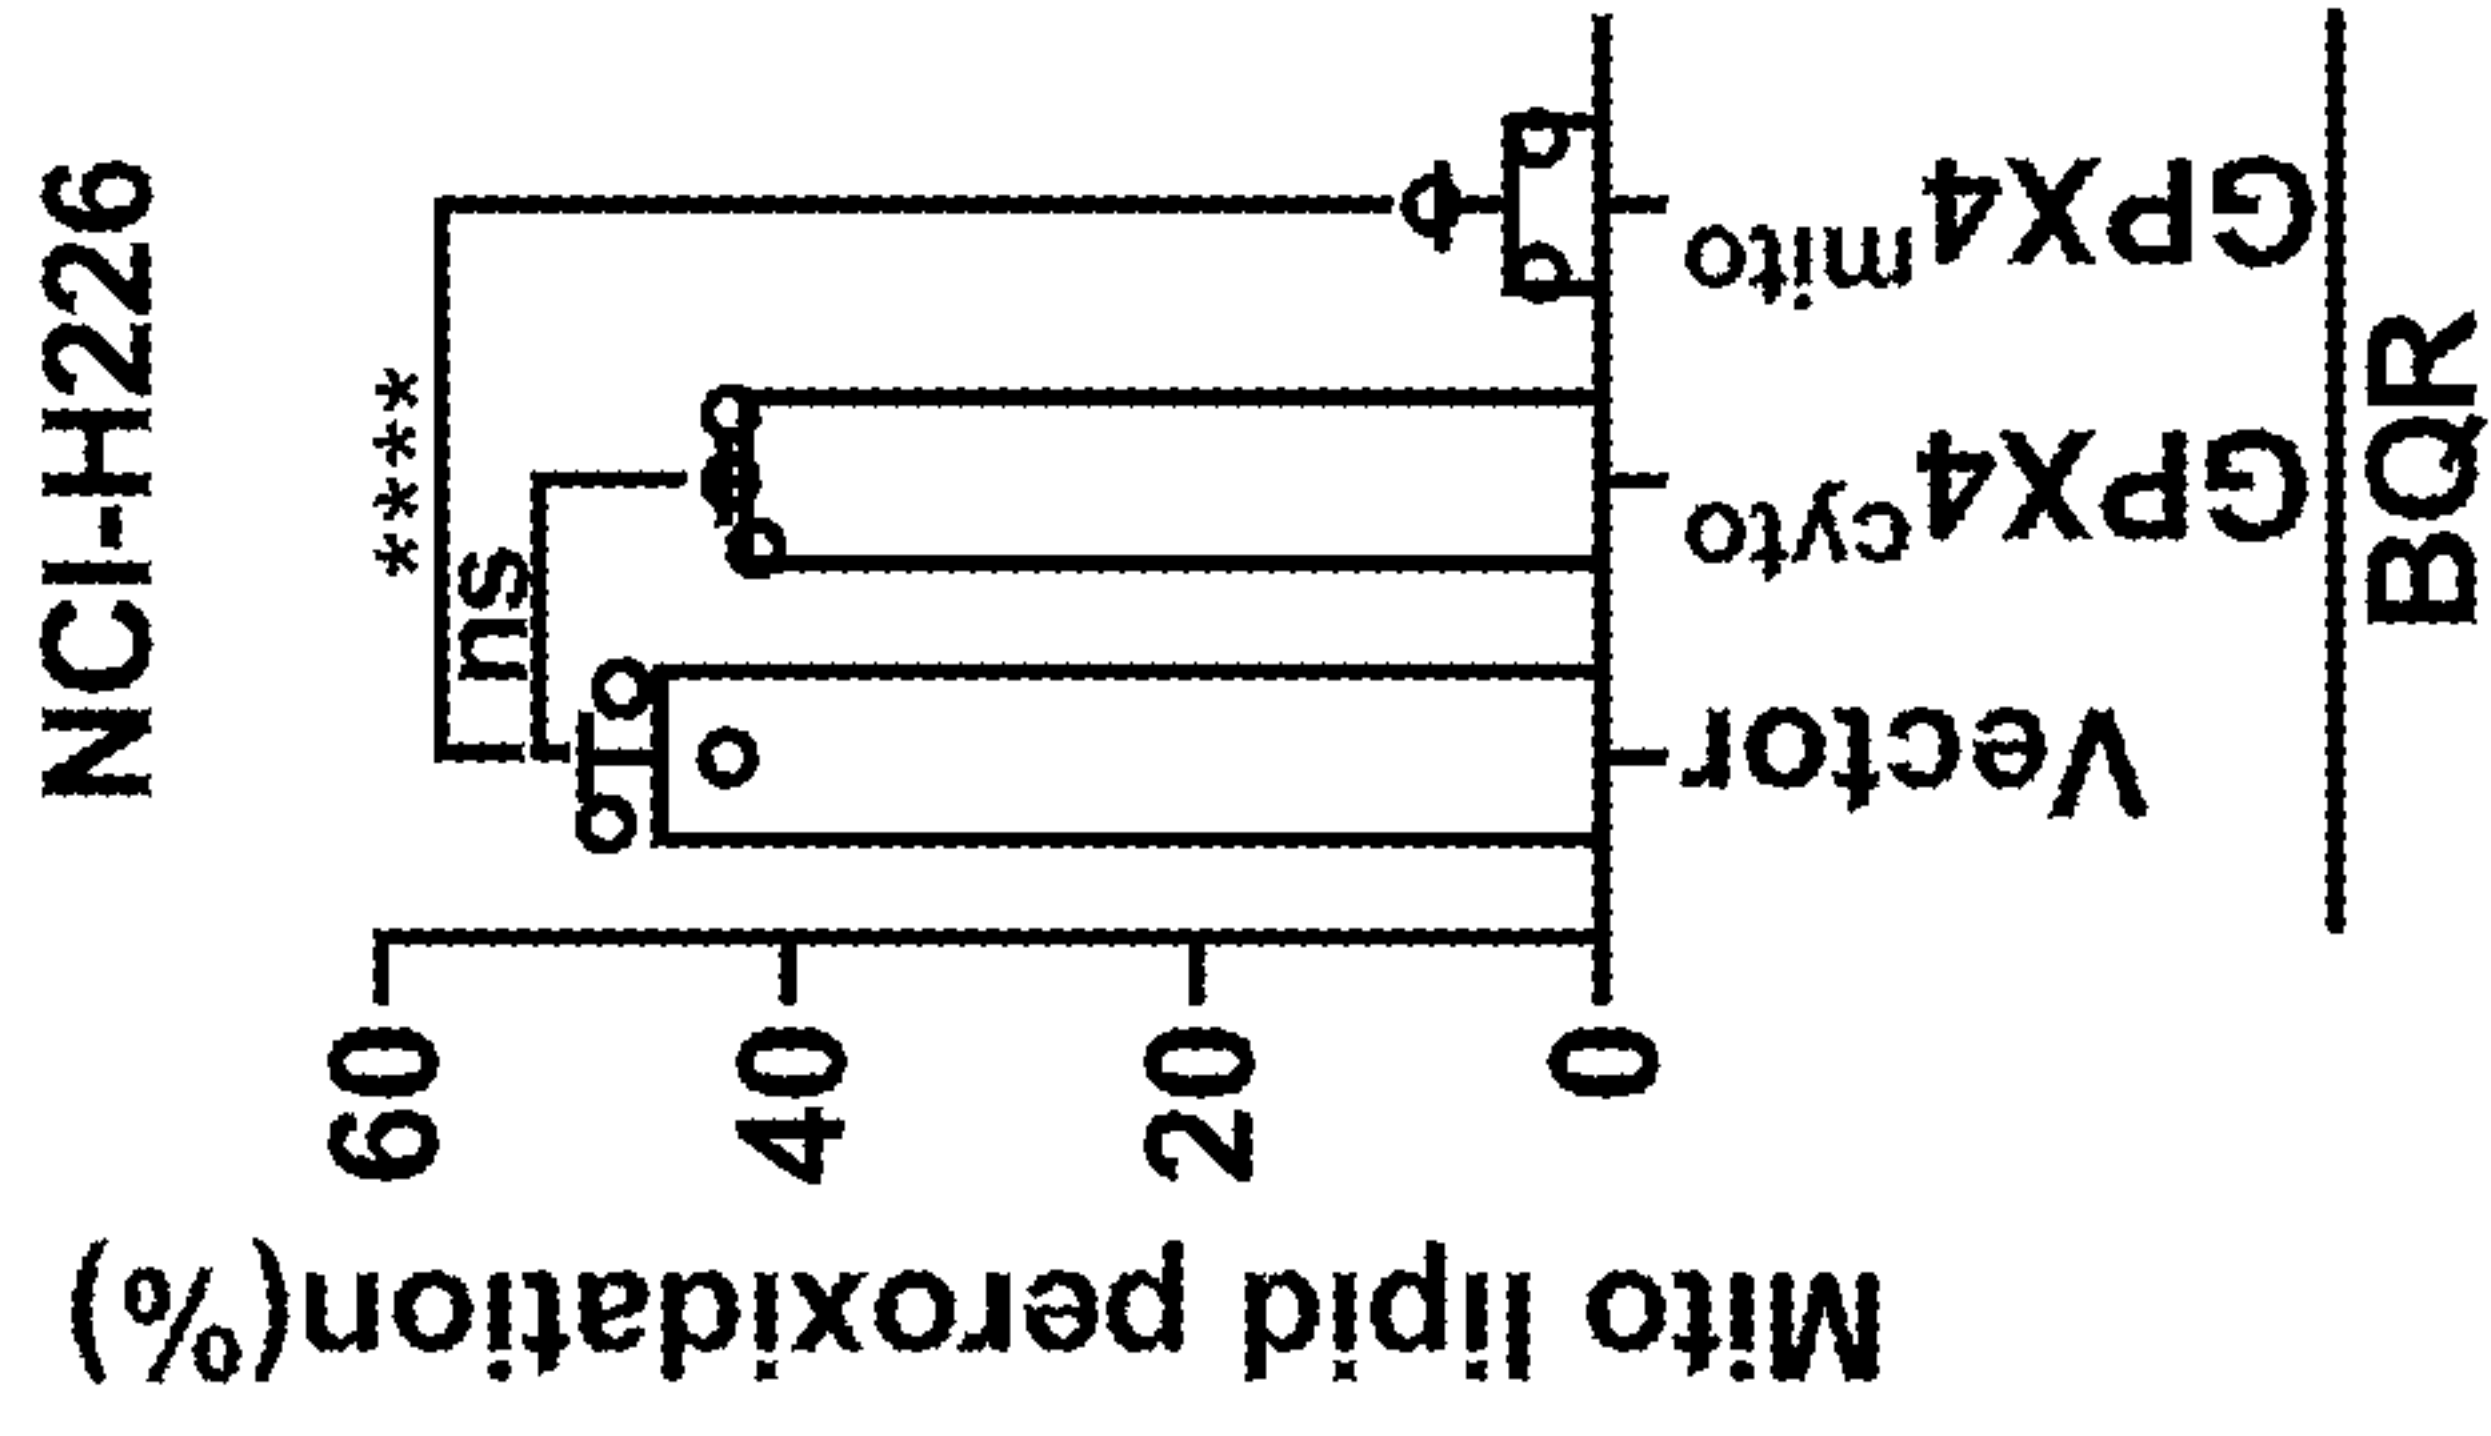 NCI-H226
****
ns
60
40
20
0
Mito lipid peroxidation(%)
Vector
GPX4cyto
GPX4mito
BQR